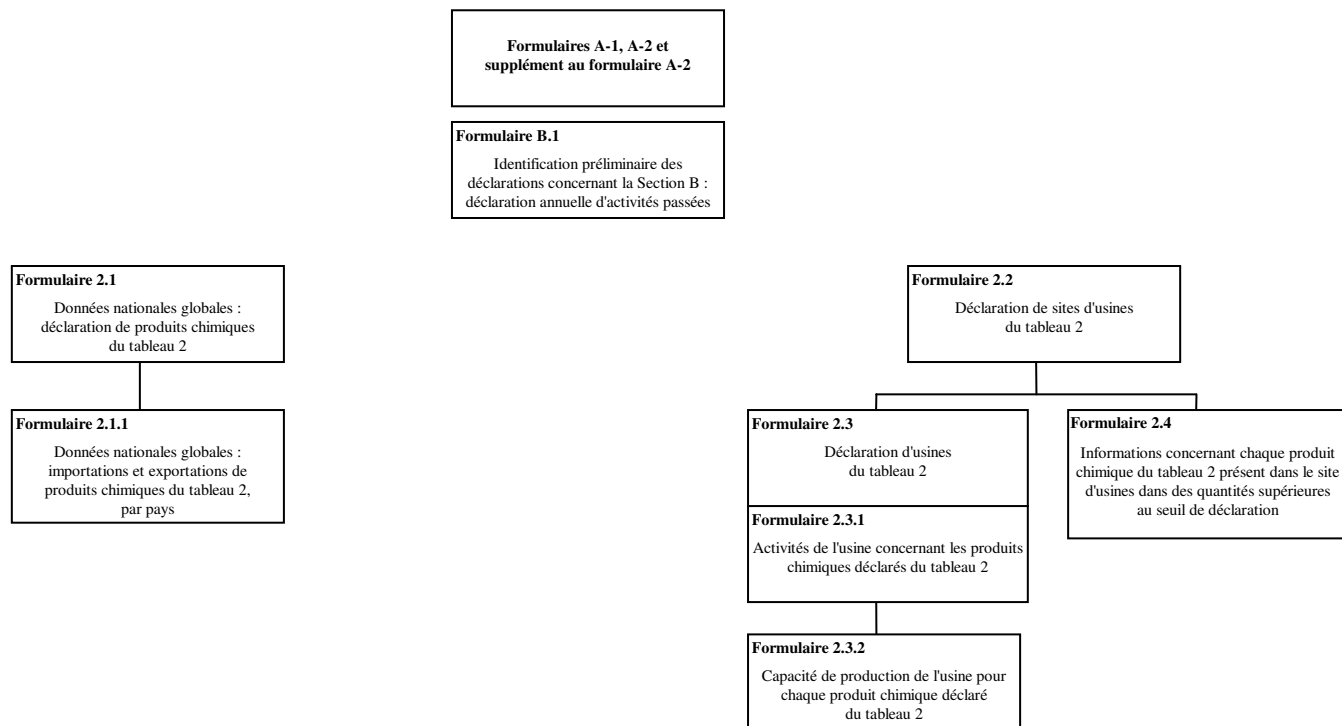 Formulaires A-1, A-2 et
supplément au formulaire A-2
Formulaire B.1
Identification préliminaire des
déclarations concernant la Section B :
déclaration annuelle d'activités passées
Formulaire 2.1
Données nationales globales :
déclaration de produits chimiques
du tableau 2
Formulaire 2.2
Déclaration de sites d'usines
du tableau 2
Formulaire 2.1.1
Données nationales globales :
importations et exportations de
produits chimiques du tableau 2,
par pays
Formulaire 2.3
Déclaration d'usines
du tableau 2
Formulaire 2.4
Informations concernant chaque produit
chimique du tableau 2 présent dans le site
d'usines dans des quantités supérieures
au seuil de déclaration
Formulaire 2.3.1
Activités de l'usine concernant les produits
chimiques déclarés du tableau 2
Formulaire 2.3.2
Capacité de production de l'usine pour
chaque produit chimique déclaré
du tableau 2